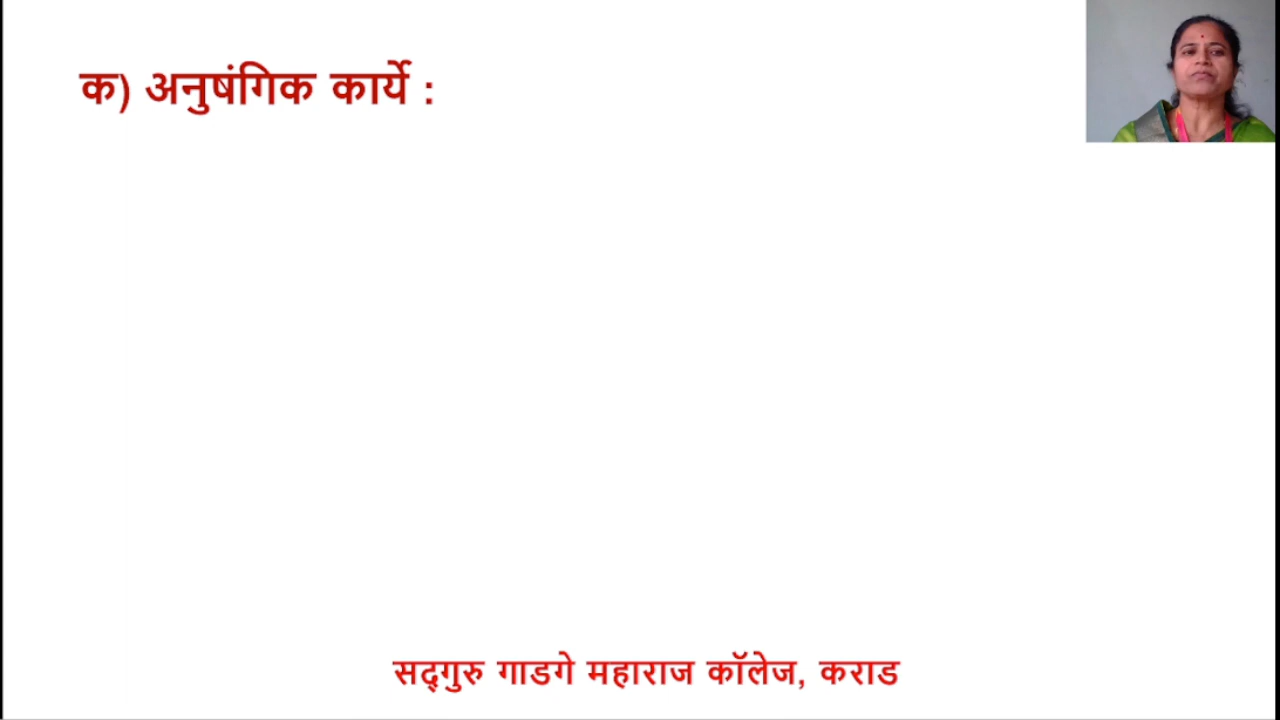 क) अनुषंगिक कार्ये :
सद्‌गुरु गाडगे महाराज कॉलेज, कराड